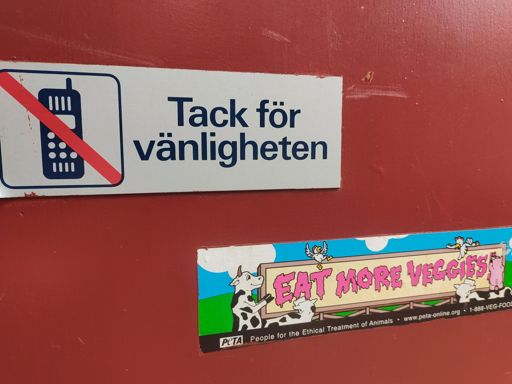 Tack för
vänligheten
EAT MORE VEGGIES!
PETA People for the Ethical Treatment of Animals • www.peta-online.org • 1-888-VEG-FOOD